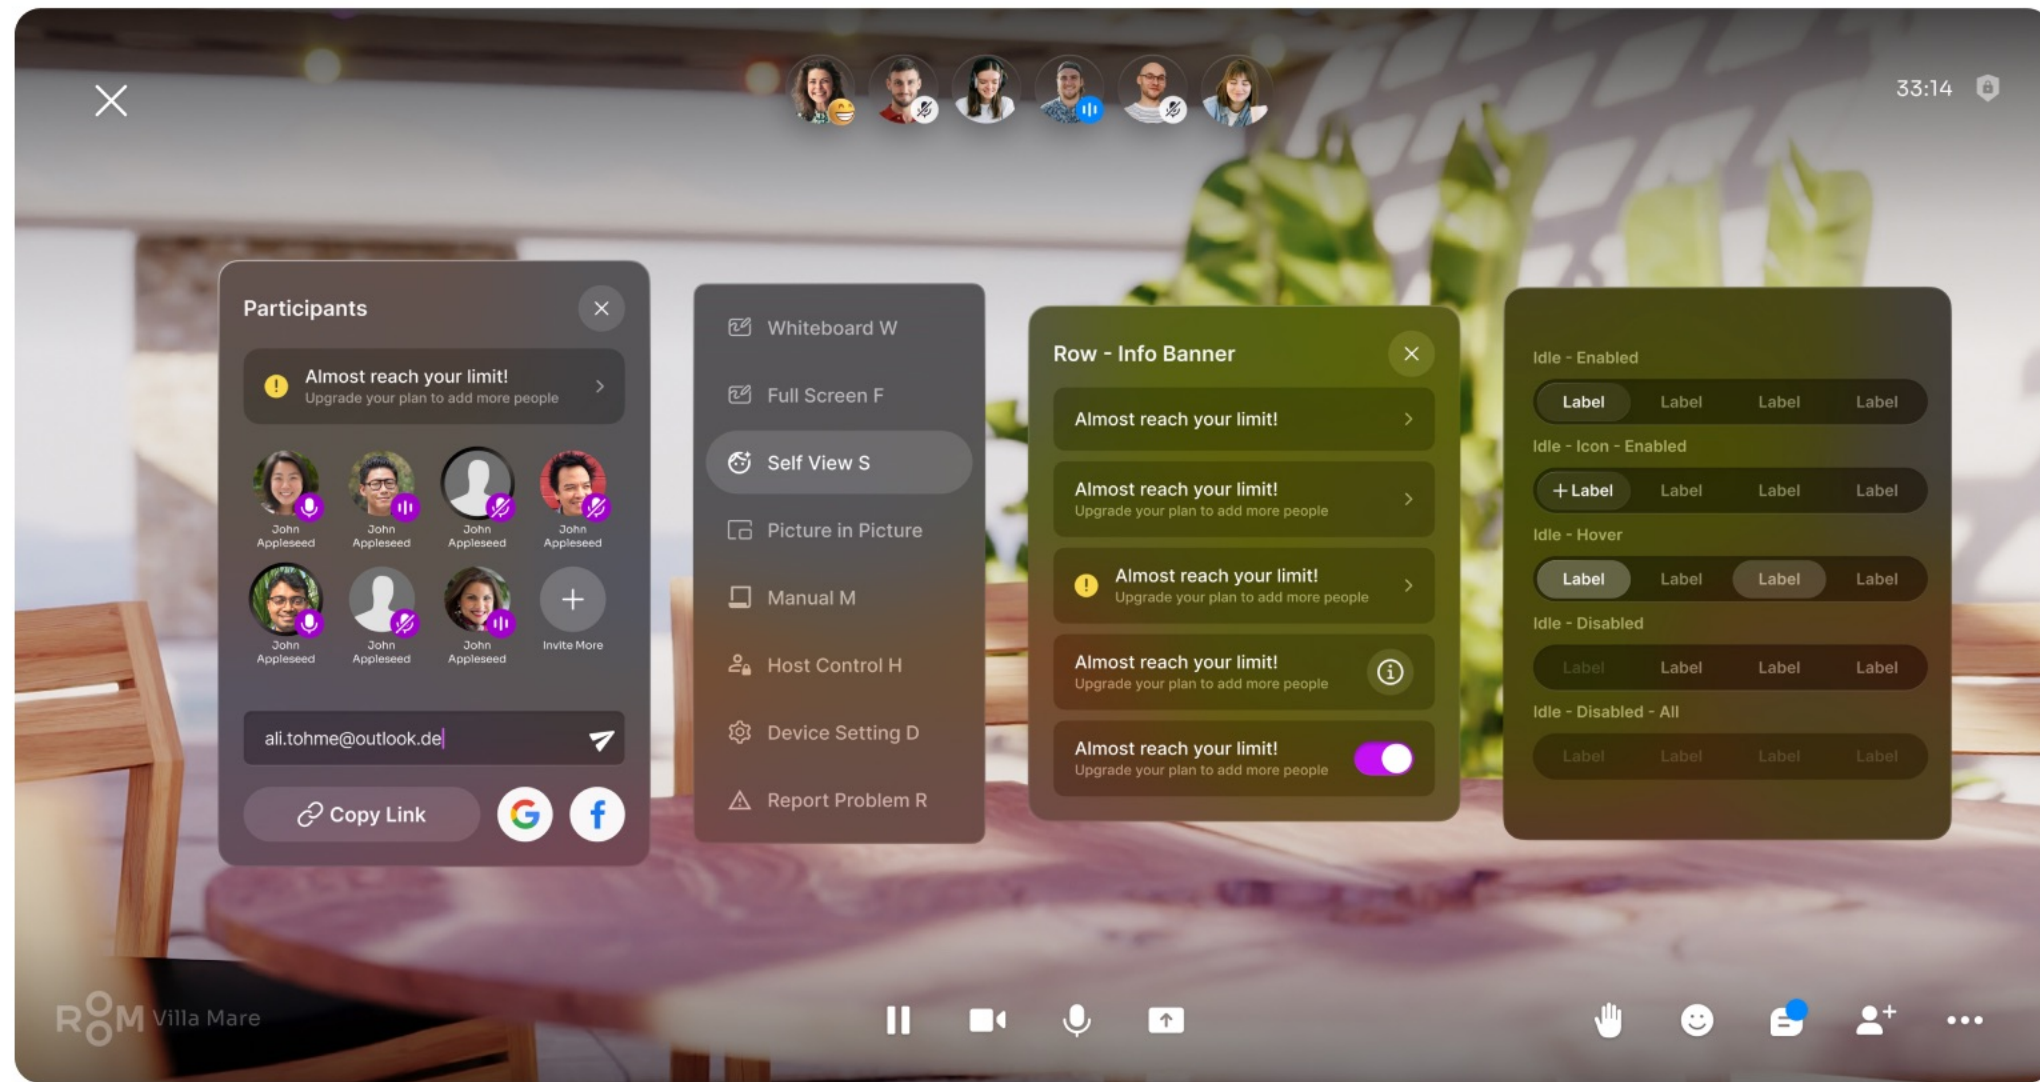 33:14
Participants
Almost reach your limit!
Upgrade your plan to add more people
John Appleseed
John Appleseed
John Appleseed
John Appleseed
John Appleseed
John Appleseed
John Appleseed
Invite More
ali.tohme@outlook.de
Copy Link
Whiteboard W
Full Screen F
Self View S
Picture in Picture
Manual M
Host Control H
Device Setting D
Report Problem R
Row - Info Banner
Almost reach your limit!
Almost reach your limit!
Upgrade your plan to add more people
Almost reach your limit!
Upgrade your plan to add more people
Almost reach your limit!
Upgrade your plan to add more people
Almost reach your limit!
Upgrade your plan to add more people
Idle - Enabled
Label Label Label Label
Idle - Icon - Enabled
+ Label Label Label Label
Idle - Hover
Label Label Label Label
Idle - Disabled
Label Label Label Label
Idle - Disabled - All
Label Label Label Label
ROOM Villa Mare